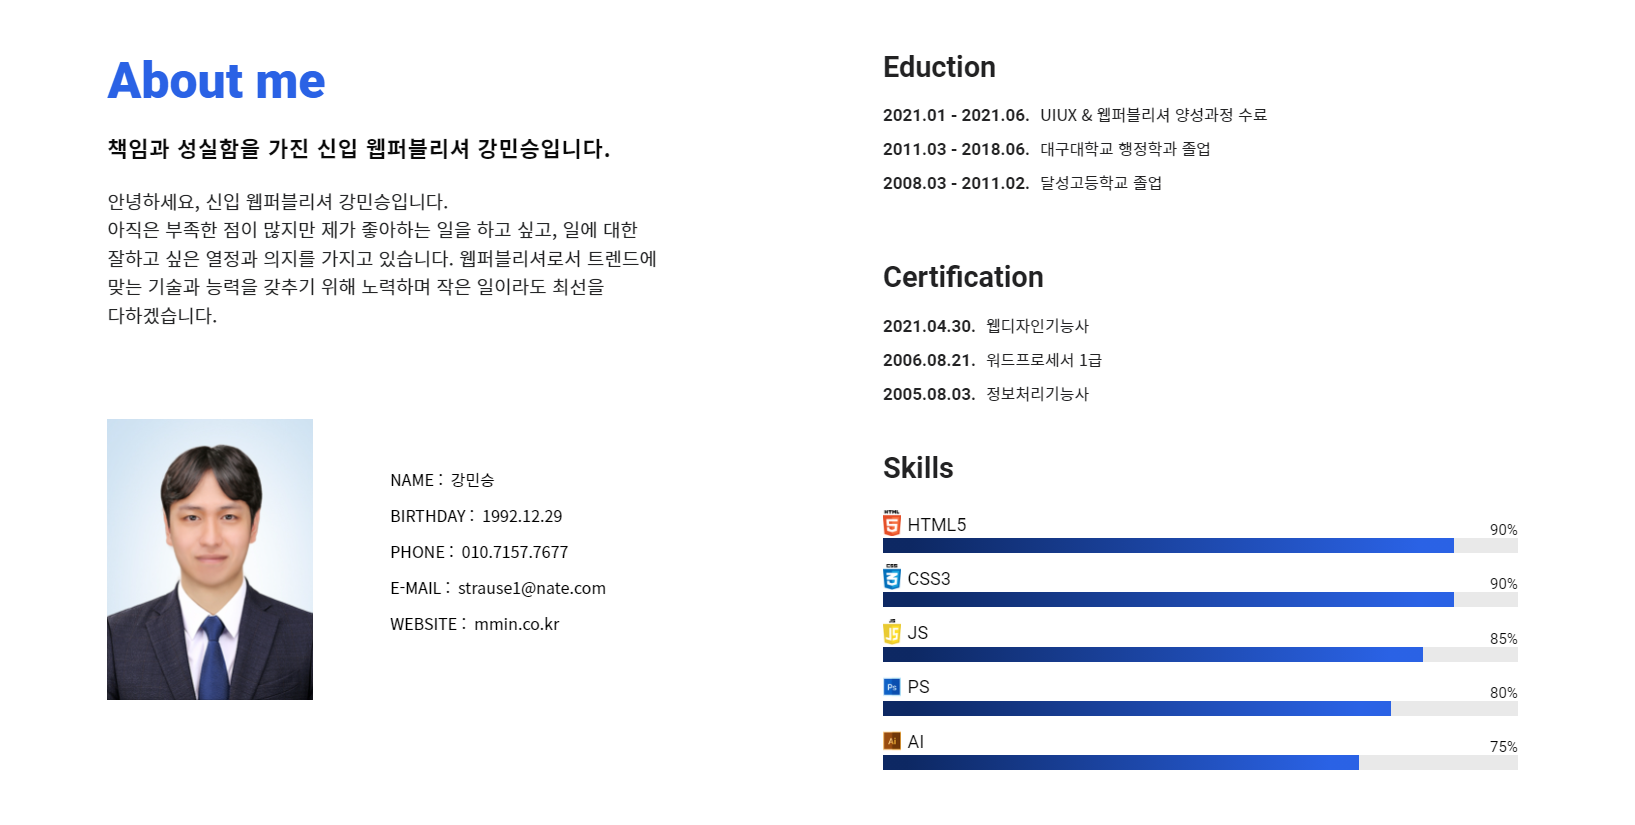 About me
책임과 성실함을 가진 신입 웹퍼블리셔 강민승입니다.
안녕하세요, 신입 웹퍼블리셔 강민승입니다.
아직은 부족한 점이 많지만 제가 좋아하는 일을 하고 싶고, 일에 대한
잘하고 싶은 열정과 의지를 가지고 있습니다. 웹퍼블리셔로서 트렌드에
맞는 기술과 능력을 갖추기 위해 노력하며 작은 일이라도 최선을
다하겠습니다.
NAME : 강민승
BIRTHDAY : 1992.12.29
PHONE : 010.7157.7677
E-MAIL : strause1@nate.com
WEBSITE : mmin.co.kr
Eduction
2021.01 - 2021.06. UIUX & 웹퍼블리셔 양성과정 수료
2011.03 - 2018.06. 대구대학교 행정학과 졸업
2008.03 - 2011.02. 달성고등학교 졸업
Certification
2021.04.30. 웹디자인기능사
2006.08.21. 워드프로세서 1급
2005.08.03. 정보처리기능사
Skills
HTML 5 HTML5 90%
CSS 3 CSS3 90%
JS JS JS 85%
Ps PS 80%
Ai AI 75%